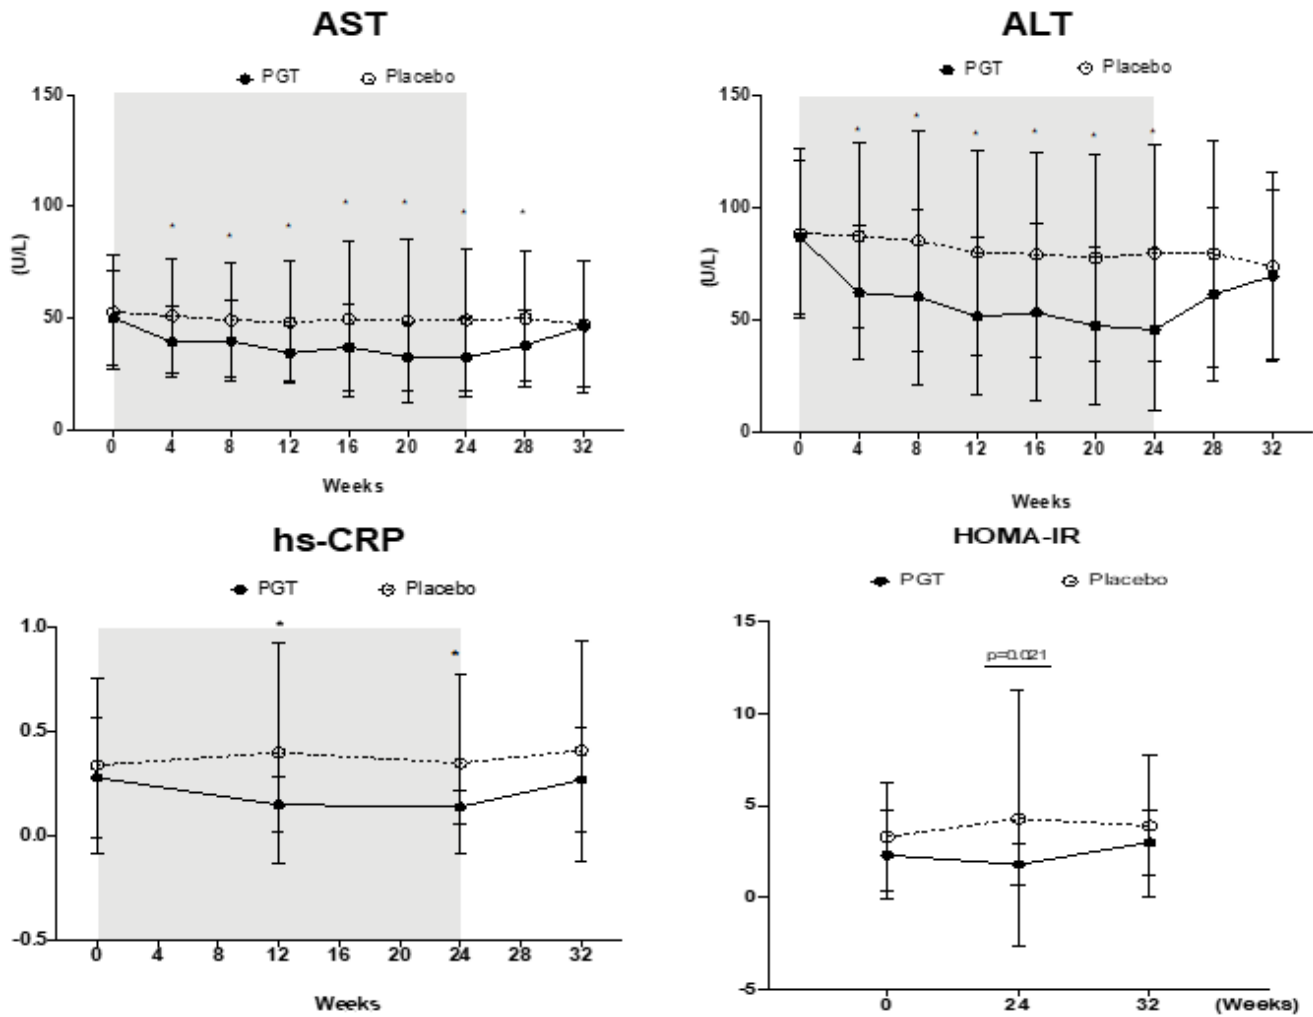 AST
PGT Placebo
150
* * * * * * *
100
50
0
(U/L)
0 4 8 12 16 20 24 28 32
Weeks
ALT
PGT Placebo
150
* * * * * *
100
50
0
(U/L)
0 4 8 12 16 20 24 28 32
Weeks
hs-CRP
PGT Placebo
1.0
* *
0.5
0.0
-0.5
0 4 8 12 16 20 24 28 32
Weeks
HOMA-IR
PGT Placebo
15
p=0.021
10
5
0
-5
0 24 32 (Weeks)